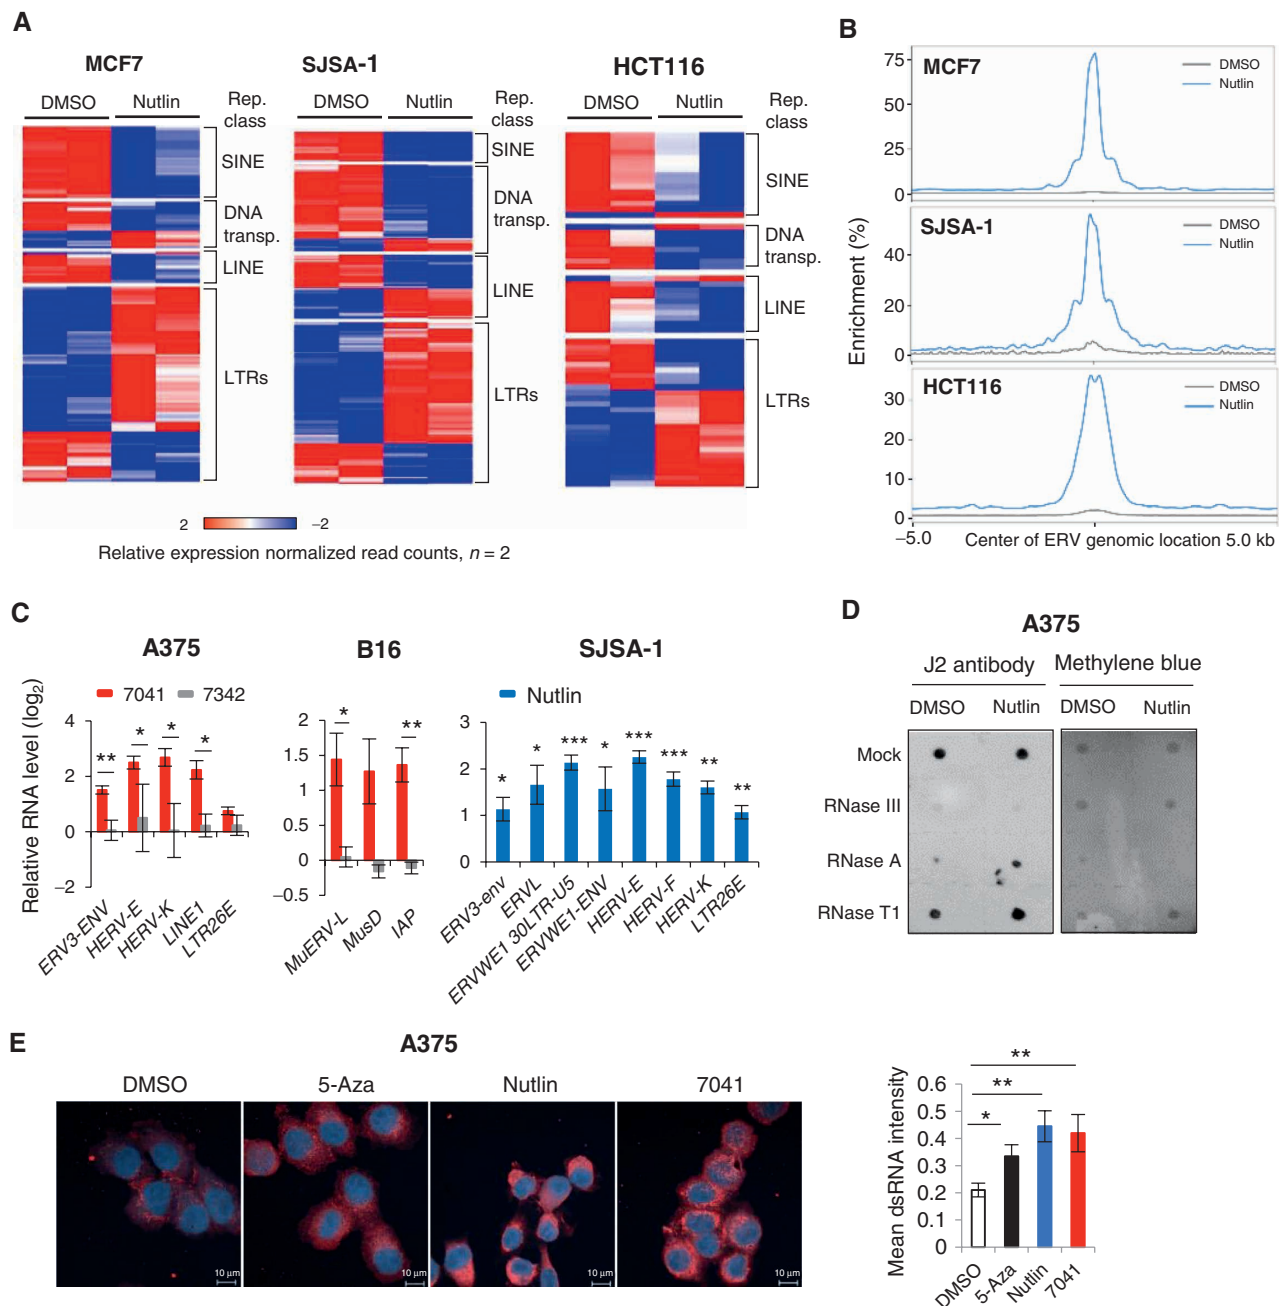 A
MCF7
SJSA-1
HCT116
DMSO Nutlin Rep. class
DMSO Nutlin Rep. class
DMSO Nutlin Rep. class
SINE
DNA transp.
LINE
LTRs
SINE
DNA transp.
LINE
LTRs
SINE
DNA transp.
LINE
LTRs
2 −2
Relative expression normalized read counts, n = 2
B
Enrichment (%)
MCF7
DMSO
Nutlin
75
50
25
0
SJSA-1
DMSO
Nutlin
40
20
0
HCT116
DMSO
Nutlin
30
20
10
0
−5.0 Center of ERV genomic location 5.0 kb
C
A375
B16
SJSA-1
Relative RNA level (log2)
7041 7342
Nutlin
4
2
0
−2
** * * *
ERV3-ENV
HERV-E
HERV-K
LINE1
LTR26E
2
1.5
1
0.5
0
−0.5
* **
MuERV-L
MusD
IAP
3
2
1
0
* * *** * *** *** ** **
ERV3-env
ERVL
ERVWE1 30LTR-U5
ERVWE1-ENV
HERV-E
HERV-F
HERV-K
LTR26E
D
A375
J2 antibody Methylene blue
DMSO Nutlin DMSO Nutlin
Mock
RNase III
RNase A
RNase T1
E
A375
DMSO 5-Aza Nutlin 7041
10 µm 10 µm 10 µm 10 µm
Mean dsRNA intensity
0.6
0.5
0.4
0.3
0.2
0.1
0
**
**
*
DMSO
5-Aza
Nutlin
7041